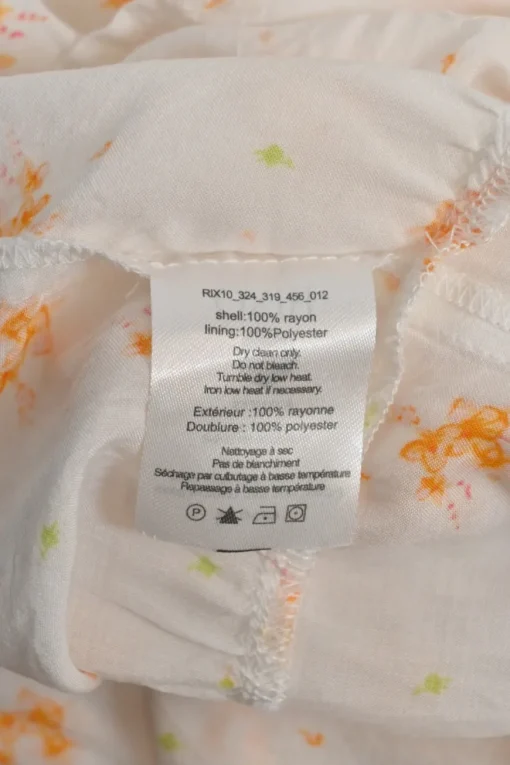 RIX10_324_319_456_012
shell:100% rayon
lining:100%Polyester
Dry clean only.
Do not bleach.
Tumble dry low heat.
Iron low heat if necessary.
Extérieur :100% rayonne
Doublure : 100% polyester
Nettoyage à sec
Pas de blanchiment
Séchage par culbutage à basse température
Repassage à basse température
P